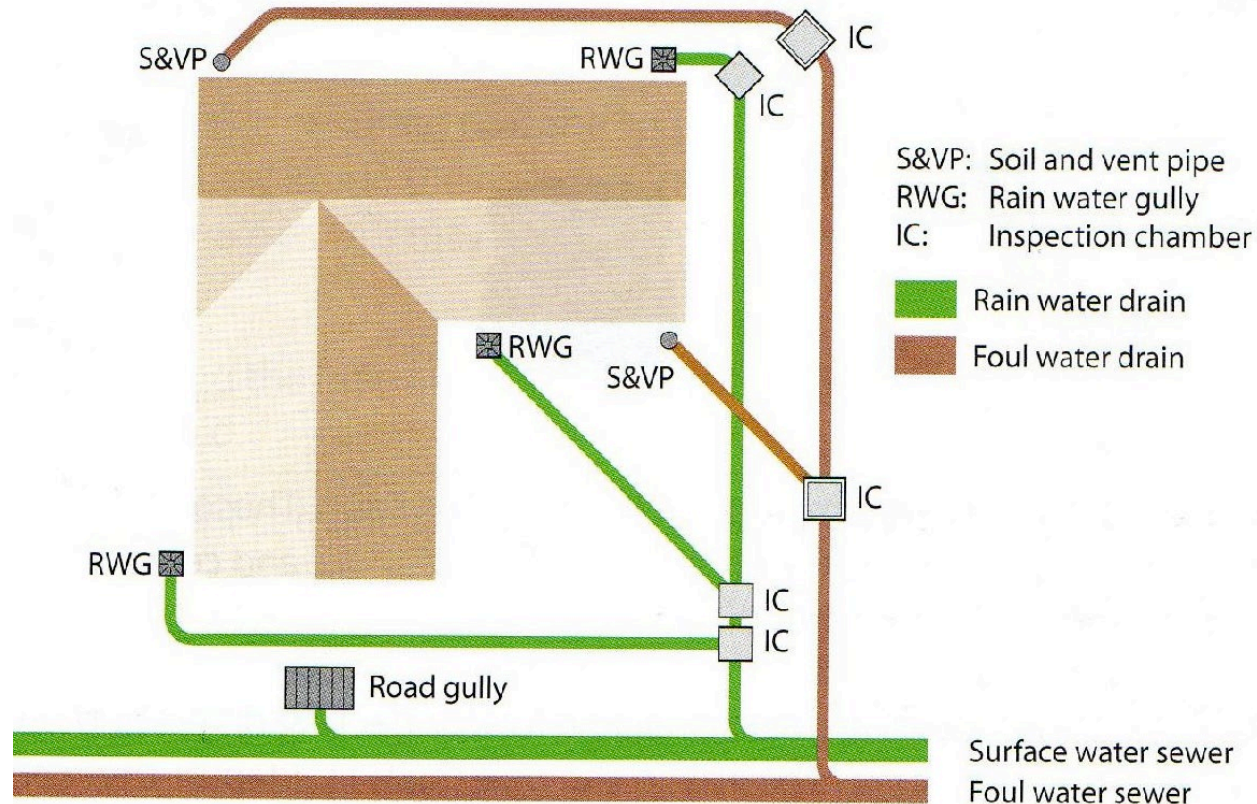 IC
S&VP
RWG
IC
S&VP: Soil and vent pipe
RWG: Rain water gully
IC: Inspection chamber
Rain water drain
Foul water drain
RWG
S&VP
IC
RWG
IC
IC
Road gully
Surface water sewer
Foul water sewer